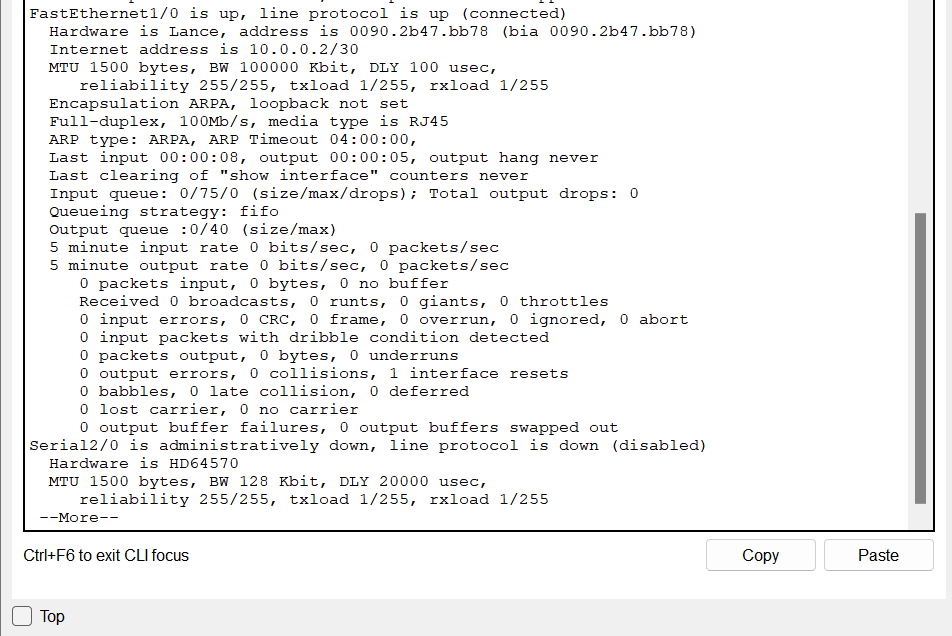 FastEthernet1/0 is up, line protocol is up (connected)
Hardware is Lance, address is 0090.2b47.bb78 (bia 0090.2b47.bb78)
Internet address is 10.0.0.2/30
MTU 1500 bytes, BW 100000 Kbit, DLY 100 usec,
reliability 255/255, txload 1/255, rxload 1/255
Encapsulation ARPA, loopback not set
Full-duplex, 100Mb/s, media type is RJ45
ARP type: ARPA, ARP Timeout 04:00:00,
Last input 00:00:08, output 00:00:05, output hang never
Last clearing of "show interface" counters never
Input queue: 0/75/0 (size/max/drops); Total output drops: 0
Queueing strategy: fifo
Output queue :0/40 (size/max)
5 minute input rate 0 bits/sec, 0 packets/sec
5 minute output rate 0 bits/sec, 0 packets/sec
0 packets input, 0 bytes, 0 no buffer
Received 0 broadcasts, 0 runts, 0 giants, 0 throttles
0 input errors, 0 CRC, 0 frame, 0 overrun, 0 ignored, 0 abort
0 input packets with dribble condition detected
0 packets output, 0 bytes, 0 underruns
0 output errors, 0 collisions, 1 interface resets
0 babbles, 0 late collision, 0 deferred
0 lost carrier, 0 no carrier
0 output buffer failures, 0 output buffers swapped out
Serial2/0 is administratively down, line protocol is down (disabled)
Hardware is HD64570
MTU 1500 bytes, BW 128 Kbit, DLY 20000 usec,
reliability 255/255, txload 1/255, rxload 1/255
--More--
Ctrl+F6 to exit CLI focus
Copy
Paste
Top